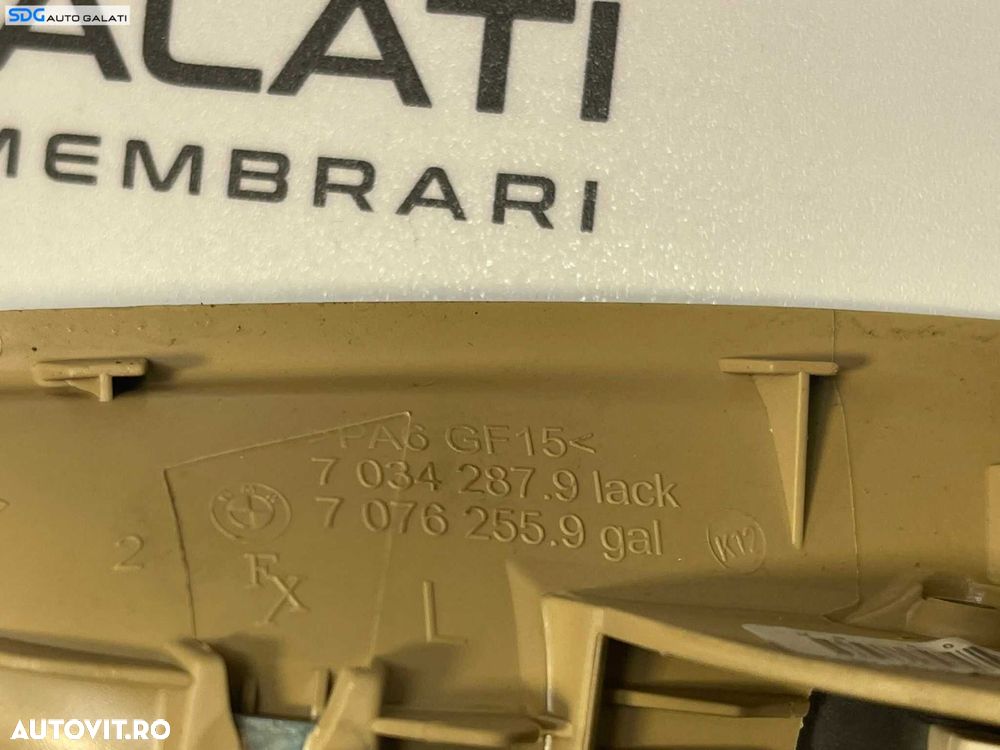 SDG AUTO GALATI
ALATI
MEMBRARI
>PA6 GF15<
7 034 287.9 lack
7 076 255.9 gal
K12
2
FX
L
AUTOVIT.RO